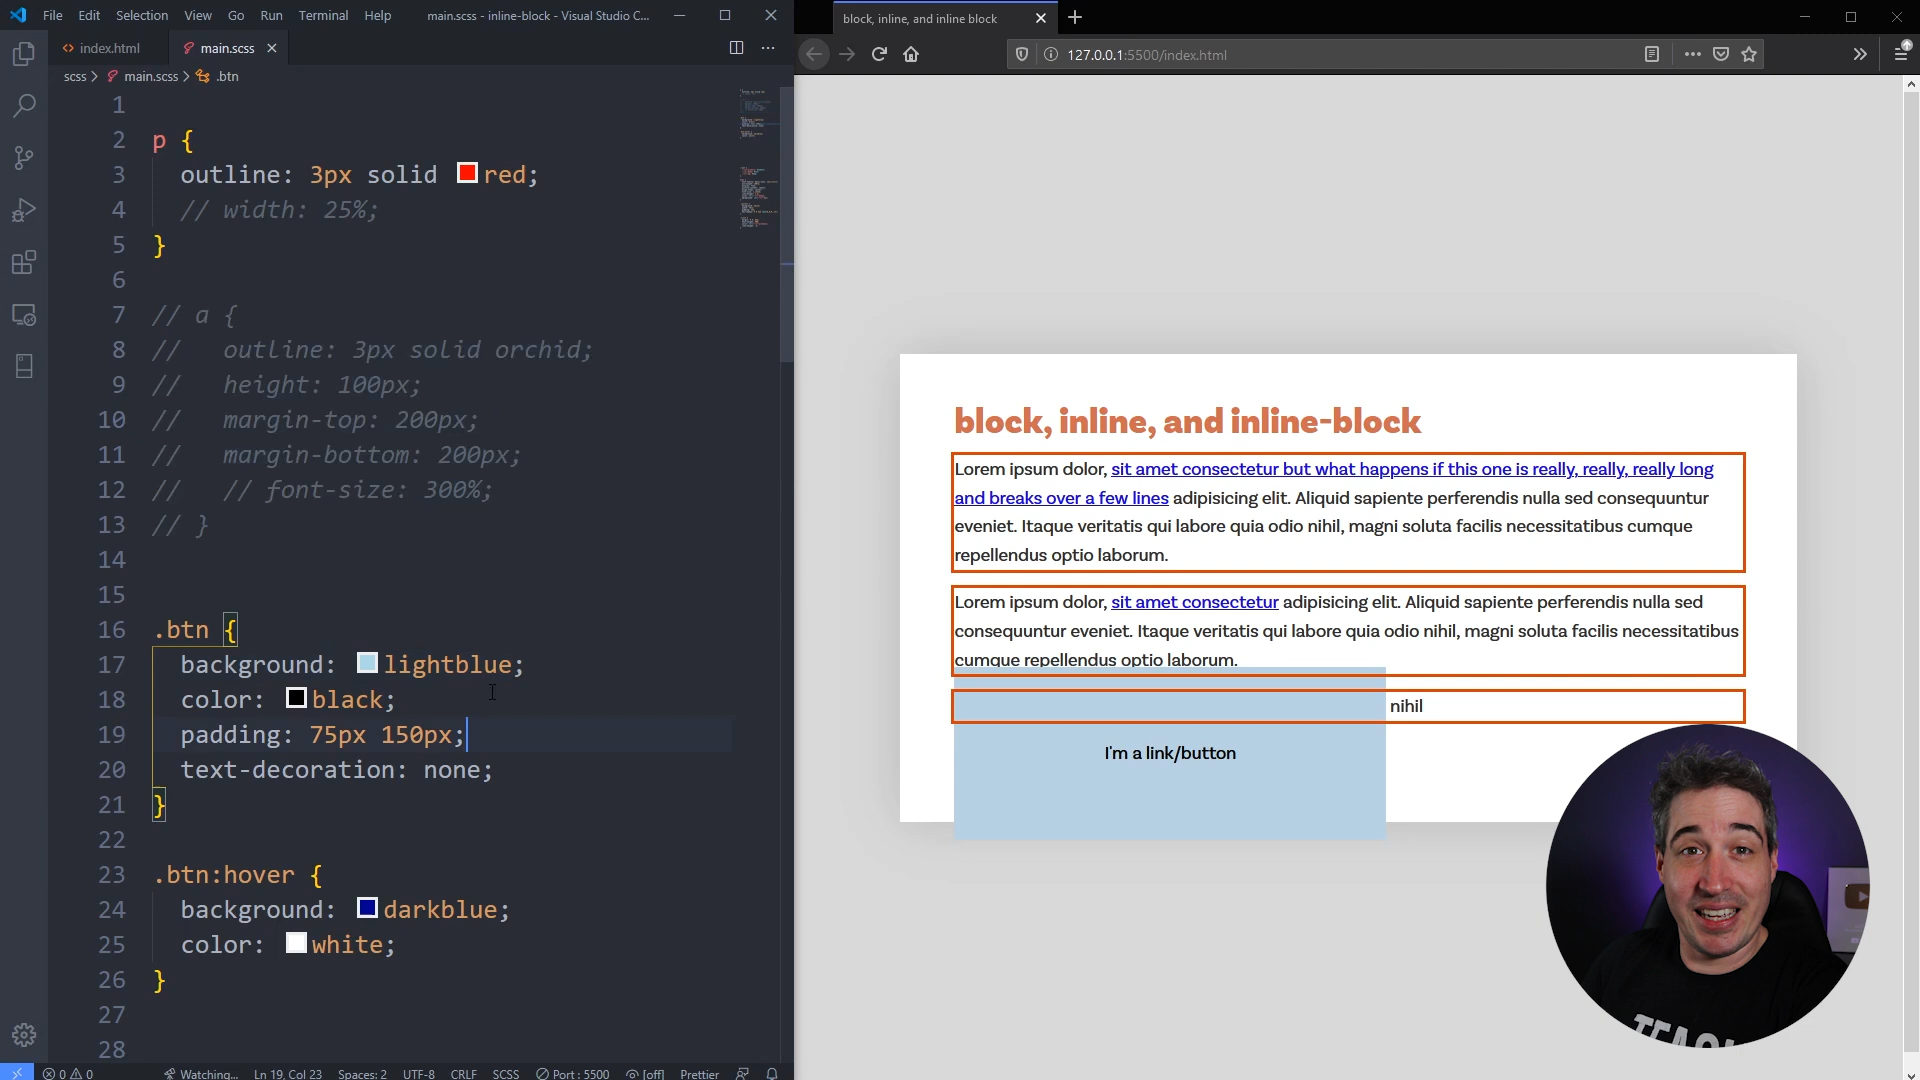 File Edit Selection View Go Run Terminal Help main.scss - inline-block - Visual Studio C...
index.html main.scss
scss > main.scss > .btn
1
2 p {
3 outline: 3px solid red;
4 // width: 25%;
5 }
6
7 // a {
8 // outline: 3px solid orchid;
9 // height: 100px;
10 // margin-top: 200px;
11 // margin-bottom: 200px;
12 // // font-size: 300%;
13 // }
14
15
16 .btn {
17 background: lightblue;
18 color: black;
19 padding: 75px 150px;
20 text-decoration: none;
21 }
22
23 .btn:hover {
24 background: darkblue;
25 color: white;
26 }
27
28
0 0 Watching... Ln 19, Col 23 Spaces: 2 UTF-8 CRLF SCSS Port : 5500 [off] Prettier
block, inline, and inline block
127.0.0.1:5500/index.html
block, inline, and inline-block
Lorem ipsum dolor, sit amet consectetur but what happens if this one is really, really, really long
and breaks over a few lines adipisicing elit. Aliquid sapiente perferendis nulla sed consequuntur
eveniet. Itaque veritatis qui labore quia odio nihil, magni soluta facilis necessitatibus cumque
repellendus optio laborum.
Lorem ipsum dolor, sit amet consectetur adipisicing elit. Aliquid sapiente perferendis nulla sed
consequuntur eveniet. Itaque veritatis qui labore quia odio nihil, magni soluta facilis necessitatibus
cumque repellendus optio laborum.
nihil
I'm a link/button